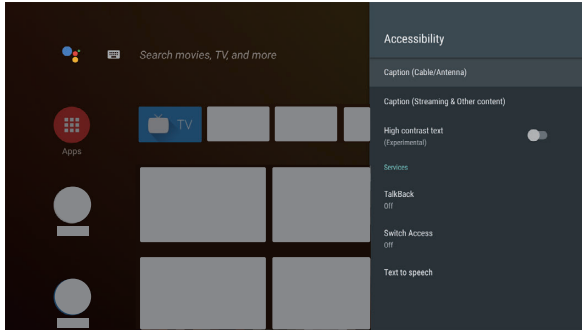 Search movies, TV, and more
TV
Apps
Accessibility
Caption (Cable/Antenna)
Caption (Streaming & Other content)
High contrast text
(Experimental)
Services
TalkBack
Off
Switch Access
Off
Text to speech